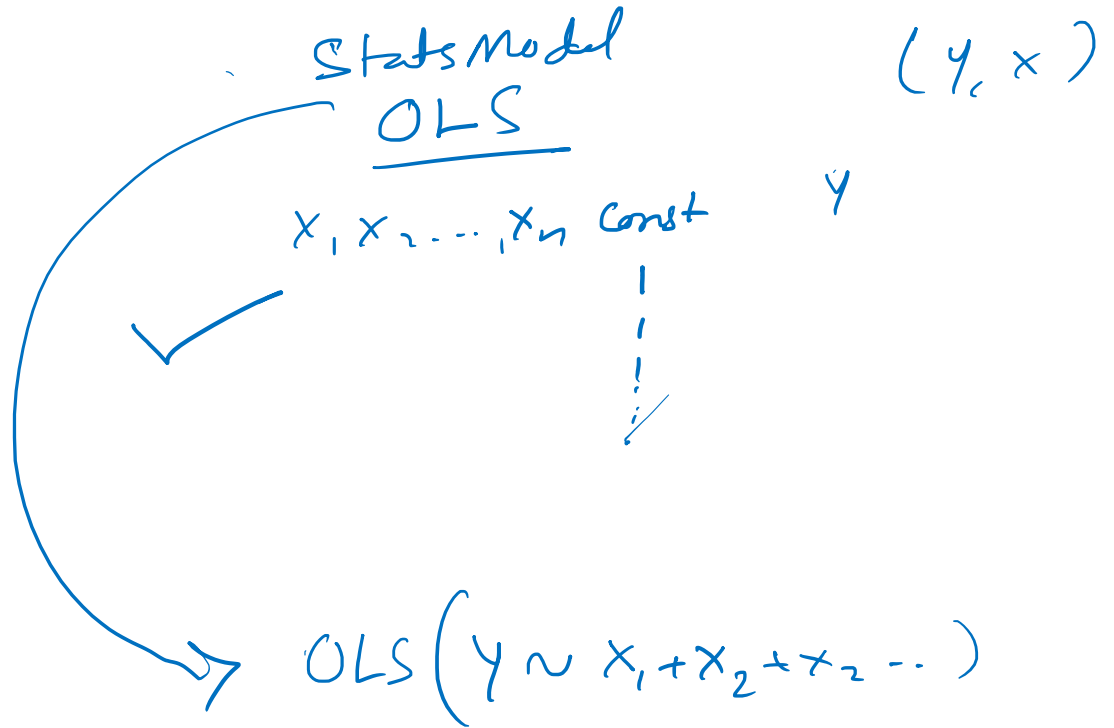 StatsModel (y, x)
OLS
x₁ x₂ ...., xₙ const y
OLS (y ~ x₁ + x₂ + x₂ ..)